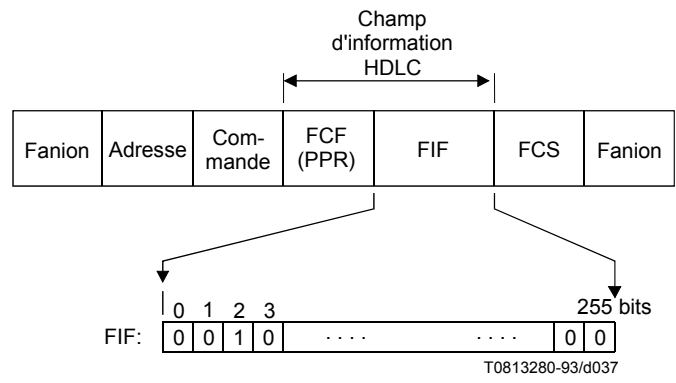 Champ
d'information
HDLC
Fanion Adresse Com-
mande FCF
(PPR) FIF FCS Fanion
0 1 2 3 255 bits
FIF: 0 0 1 0 . . . . . . . . 0 0
T0813280-93/d037